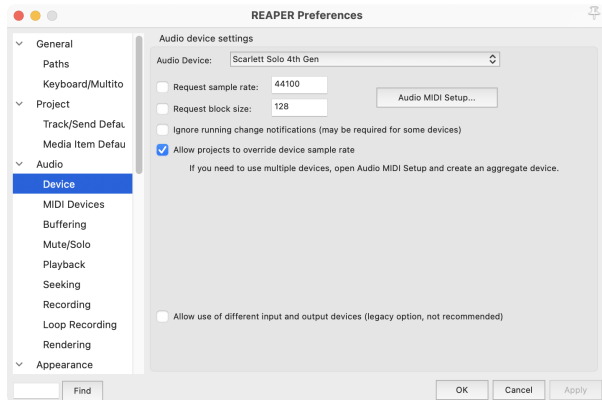 REAPER Preferences
General
Paths
Keyboard/Multito
Project
Track/Send Defau
Media Item Defau
Audio
Device
MIDI Devices
Buffering
Mute/Solo
Playback
Seeking
Recording
Loop Recording
Rendering
Appearance
Find
Audio device settings
Audio Device: Scarlett Solo 4th Gen
Request sample rate: 44100
Request block size: 128
Audio MIDI Setup...
Ignore running change notifications (may be required for some devices)
Allow projects to override device sample rate
If you need to use multiple devices, open Audio MIDI Setup and create an aggregate device.
Allow use of different input and output devices (legacy option, not recommended)
OK Cancel Apply